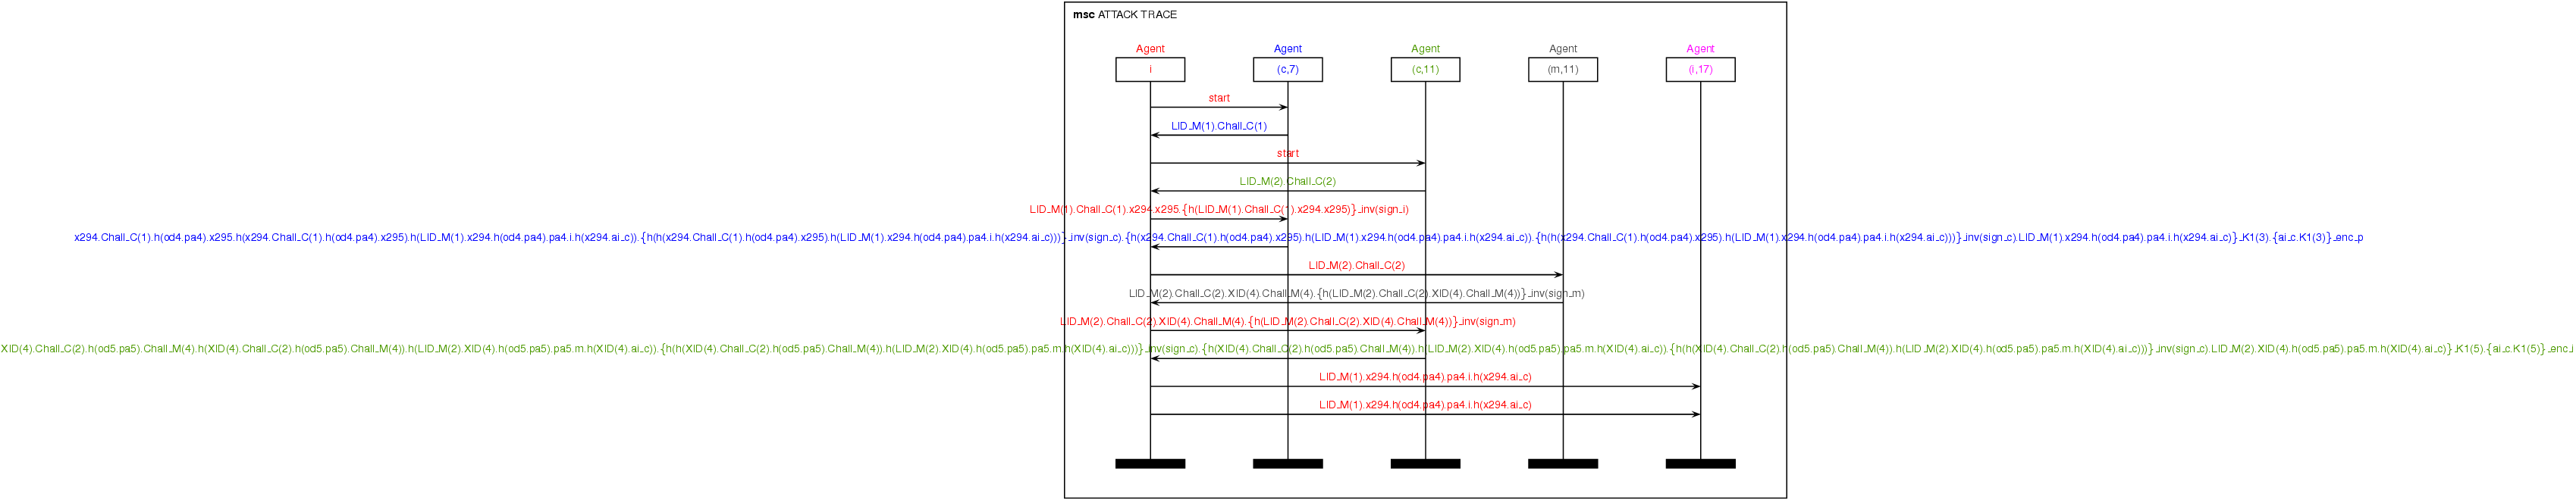 msc ATTACK TRACE
Agent Agent Agent Agent Agent
i (c,7) (c,11) (m,11) (i,17)
start
LID_M(1).Chall_C(1)
start
LID_M(2).Chall_C(2)
LID_M(1).Chall_C(1).x294.x295.{h(LID_M(1).Chall_C(1).x294.x295)}_inv(sign_i)
x294.Chall_C(1).h(od4.pa4).x295.h(x294.Chall_C(1).h(od4.pa4).x295).h(LID_M(1).x294.h(od4.pa4).pa4.i.h(x294.ai_c)).{h(h(x294.Chall_C(1).h(od4.pa4).x295).h(LID_M(1).x294.h(od4.pa4).pa4.i.h(x294.ai_c)))}_inv(sign_c).{h(x294.Chall_C(1).h(od4.pa4).x295).h(LID_M(1).x294.h(od4.pa4).pa4.i.h(x294.ai_c)).{h(h(x294.Chall_C(1).h(od4.pa4).x295).h(LID_M(1).x294.h(od4.pa4).pa4.i.h(x294.ai_c)))}_inv(sign_c).LID_M(1).x294.h(od4.pa4).pa4.i.h(x294.ai_c)}_K1(3).{ai_c.K1(3)}_enc_p
LID_M(2).Chall_C(2)
LID_M(2).Chall_C(2).XID(4).Chall_M(4).{h(LID_M(2).Chall_C(2).XID(4).Chall_M(4))}_inv(sign_m)
LID_M(2).Chall_C(2).XID(4).Chall_M(4).{h(LID_M(2).Chall_C(2).XID(4).Chall_M(4))}_inv(sign_m)
XID(4).Chall_C(2).h(od5.pa5).Chall_M(4).h(XID(4).Chall_C(2).h(od5.pa5).Chall_M(4)).h(LID_M(2).XID(4).h(od5.pa5).pa5.m.h(XID(4).ai_c)).{h(h(XID(4).Chall_C(2).h(od5.pa5).Chall_M(4)).h(LID_M(2).XID(4).h(od5.pa5).pa5.m.h(XID(4).ai_c)))}_inv(sign_c).{h(XID(4).Chall_C(2).h(od5.pa5).Chall_M(4)).h(LID_M(2).XID(4).h(od5.pa5).pa5.m.h(XID(4).ai_c)).{h(h(XID(4).Chall_C(2).h(od5.pa5).Chall_M(4)).h(LID_M(2).XID(4).h(od5.pa5).pa5.m.h(XID(4).ai_c)))}_inv(sign_c).LID_M(2).XID(4).h(od5.pa5).pa5.m.h(XID(4).ai_c)}_K1(5).{ai_c.K1(5)}_enc_i
LID_M(1).x294.h(od4.pa4).pa4.i.h(x294.ai_c)
LID_M(1).x294.h(od4.pa4).pa4.i.h(x294.ai_c)